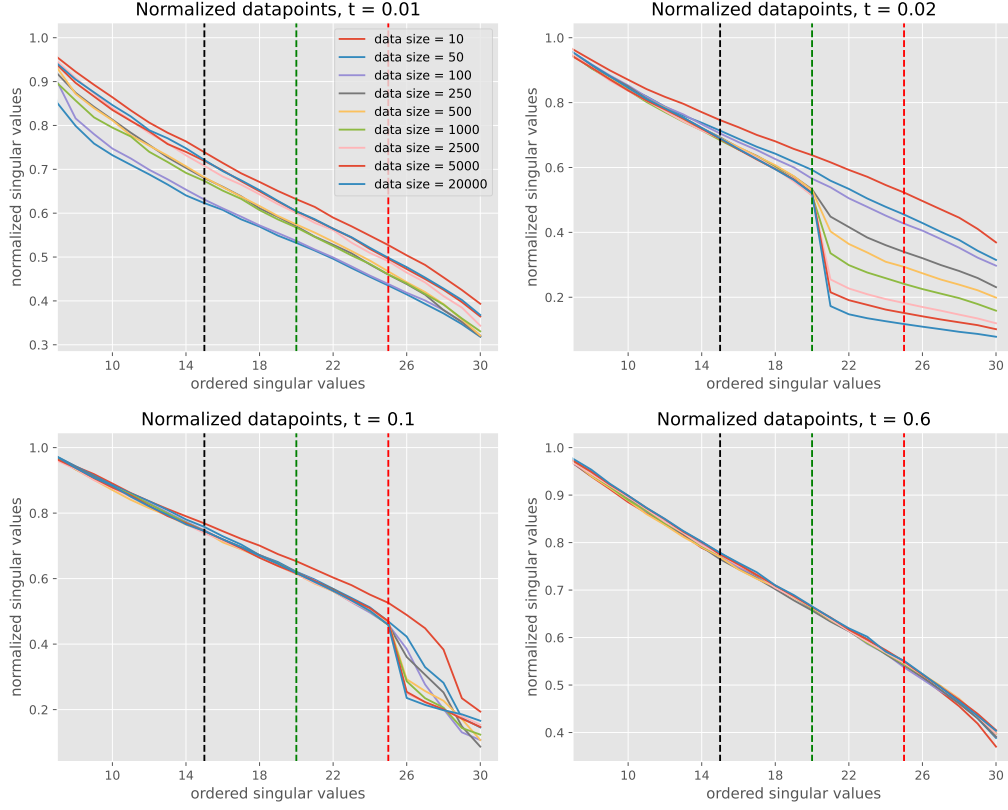 Normalized datapoints, t = 0.01
normalized singular values
1.0
0.9
0.8
0.7
0.6
0.5
0.4
0.3
data size = 10
data size = 50
data size = 100
data size = 250
data size = 500
data size = 1000
data size = 2500
data size = 5000
data size = 20000
10 14 18 22 26 30
ordered singular values
Normalized datapoints, t = 0.02
normalized singular values
1.0
0.8
0.6
0.4
0.2
10 14 18 22 26 30
ordered singular values
Normalized datapoints, t = 0.1
normalized singular values
1.0
0.8
0.6
0.4
0.2
10 14 18 22 26 30
ordered singular values
Normalized datapoints, t = 0.6
normalized singular values
1.0
0.9
0.8
0.7
0.6
0.5
0.4
10 14 18 22 26 30
ordered singular values